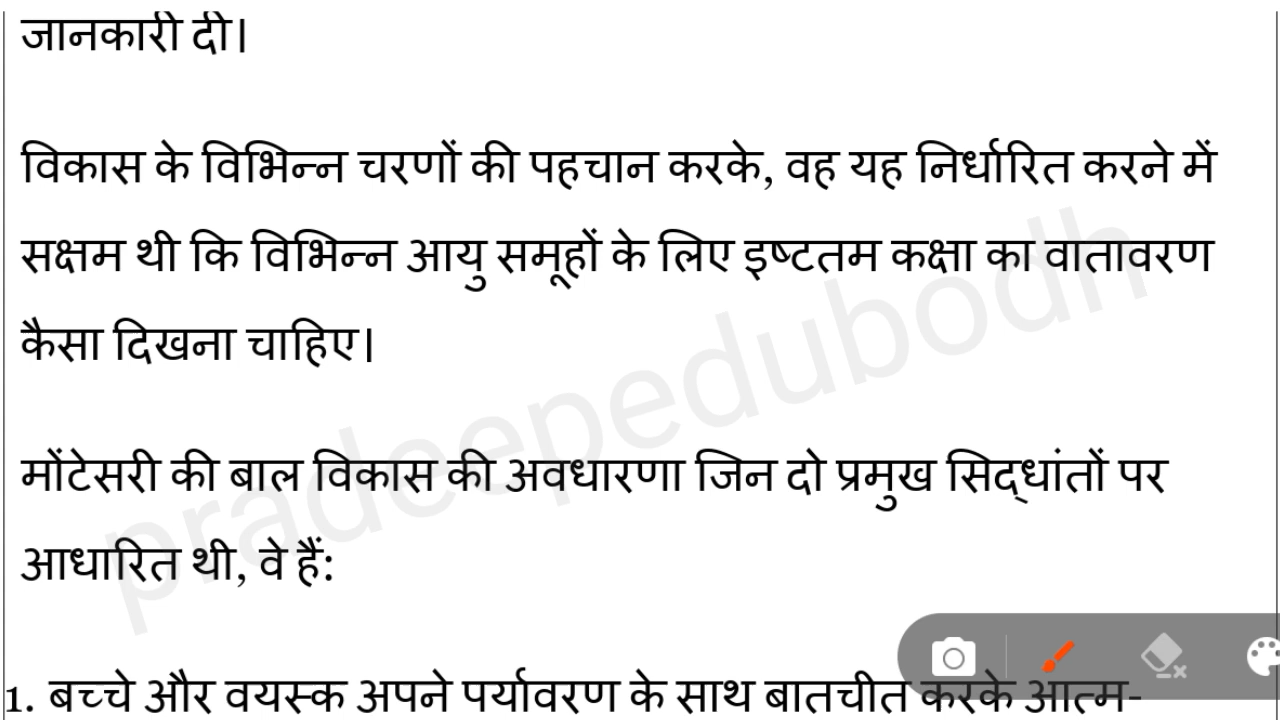 जानकारी दी।
विकास के विभिन्न चरणों की पहचान करके, वह यह निर्धारित करने में
सक्षम थी कि विभिन्न आयु समूहों के लिए इष्टतम कक्षा का वातावरण
कैसा दिखना चाहिए।
मोंटेसरी की बाल विकास की अवधारणा जिन दो प्रमुख सिद्धांतों पर
आधारित थी, वे हैं:
1. बच्चे और वयस्क अपने पर्यावरण के साथ बातचीत करके आत्म-
pradeepedubodh